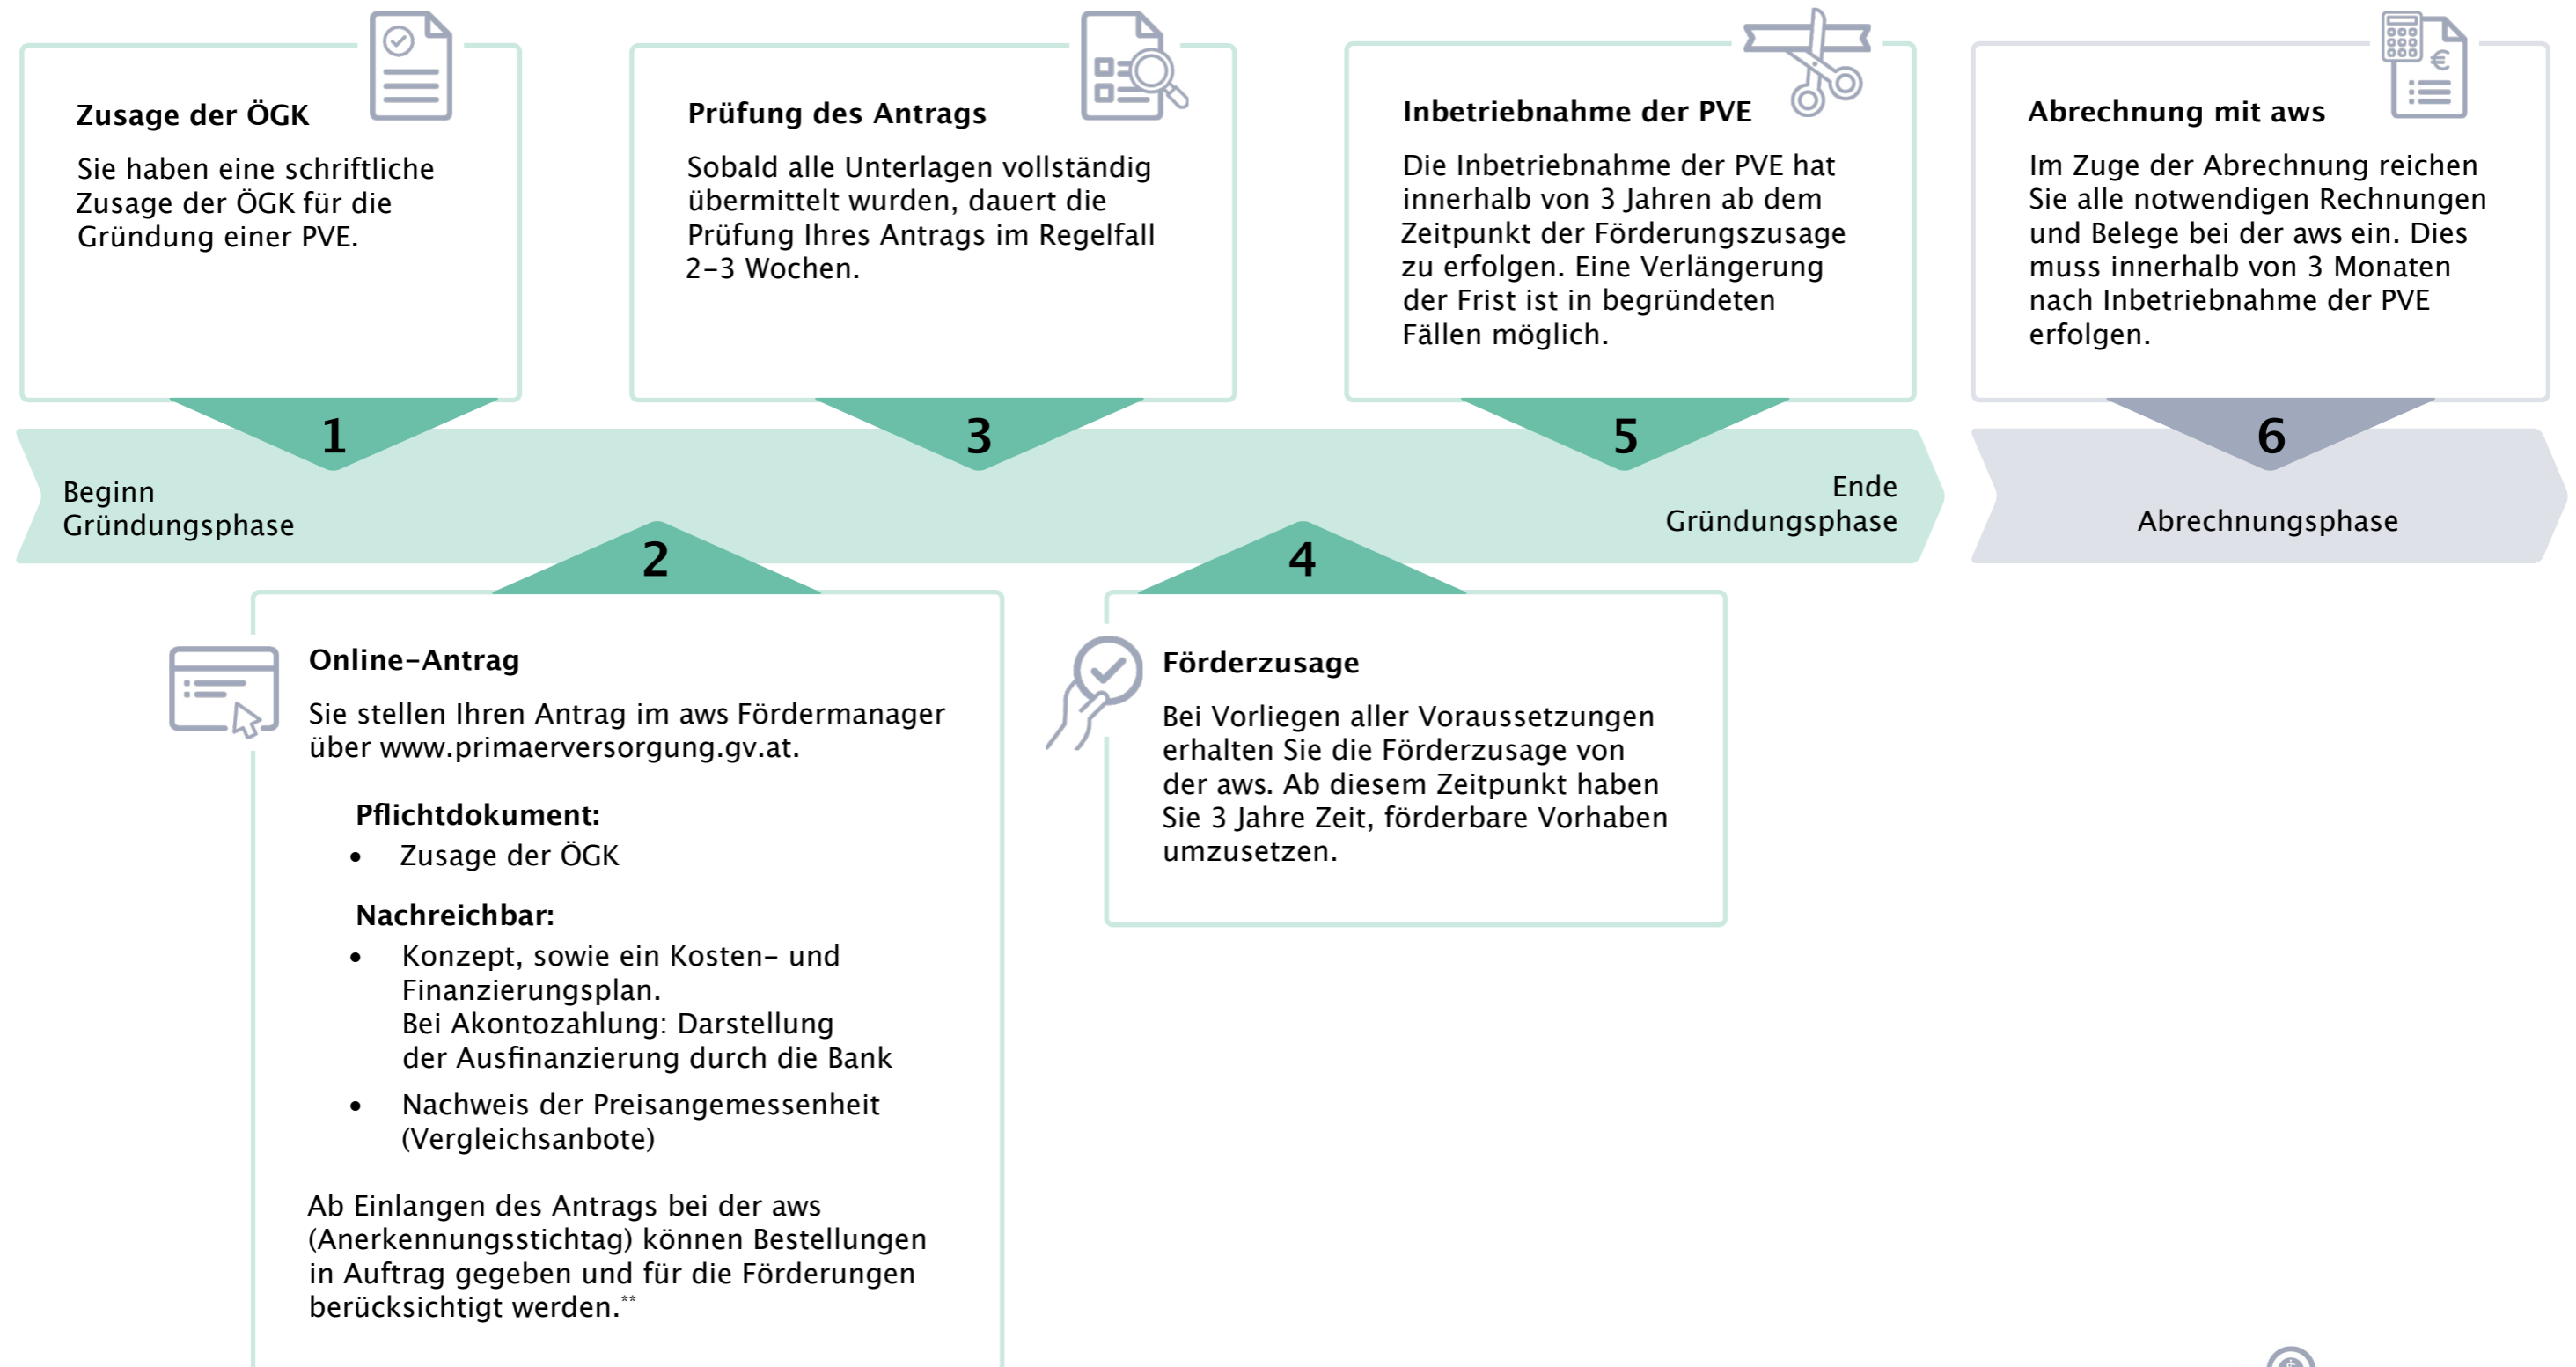 Zusage der ÖGK
Sie haben eine schriftliche
Zusage der ÖGK für die
Gründung einer PVE.
Prüfung des Antrags
Sobald alle Unterlagen vollständig
übermittelt wurden, dauert die
Prüfung Ihres Antrags im Regelfall
2–3 Wochen.
Inbetriebnahme der PVE
Die Inbetriebnahme der PVE hat
innerhalb von 3 Jahren ab dem
Zeitpunkt der Förderungszusage
zu erfolgen. Eine Verlängerung
der Frist ist in begründeten
Fällen möglich.
€
Abrechnung mit aws
Im Zuge der Abrechnung reichen
Sie alle notwendigen Rechnungen
und Belege bei der aws ein. Dies
muss innerhalb von 3 Monaten
nach Inbetriebnahme der PVE
erfolgen.
1
3
5
6
Beginn
Gründungsphase
Ende
Gründungsphase
Abrechnungsphase
2
4
Online–Antrag
Sie stellen Ihren Antrag im aws Fördermanager
über www.primaerversorgung.gv.at.
Pflichtdokument:
• Zusage der ÖGK
Nachreichbar:
• Konzept, sowie ein Kosten– und
Finanzierungsplan.
Bei Akontozahlung: Darstellung
der Ausfinanzierung durch die Bank
• Nachweis der Preisangemessenheit
(Vergleichsanbote)
Ab Einlangen des Antrags bei der aws
(Anerkennungsstichtag) können Bestellungen
in Auftrag gegeben und für die Förderungen
berücksichtigt werden.**
Förderzusage
Bei Vorliegen aller Voraussetzungen
erhalten Sie die Förderzusage von
der aws. Ab diesem Zeitpunkt haben
Sie 3 Jahre Zeit, förderbare Vorhaben
umzusetzen.